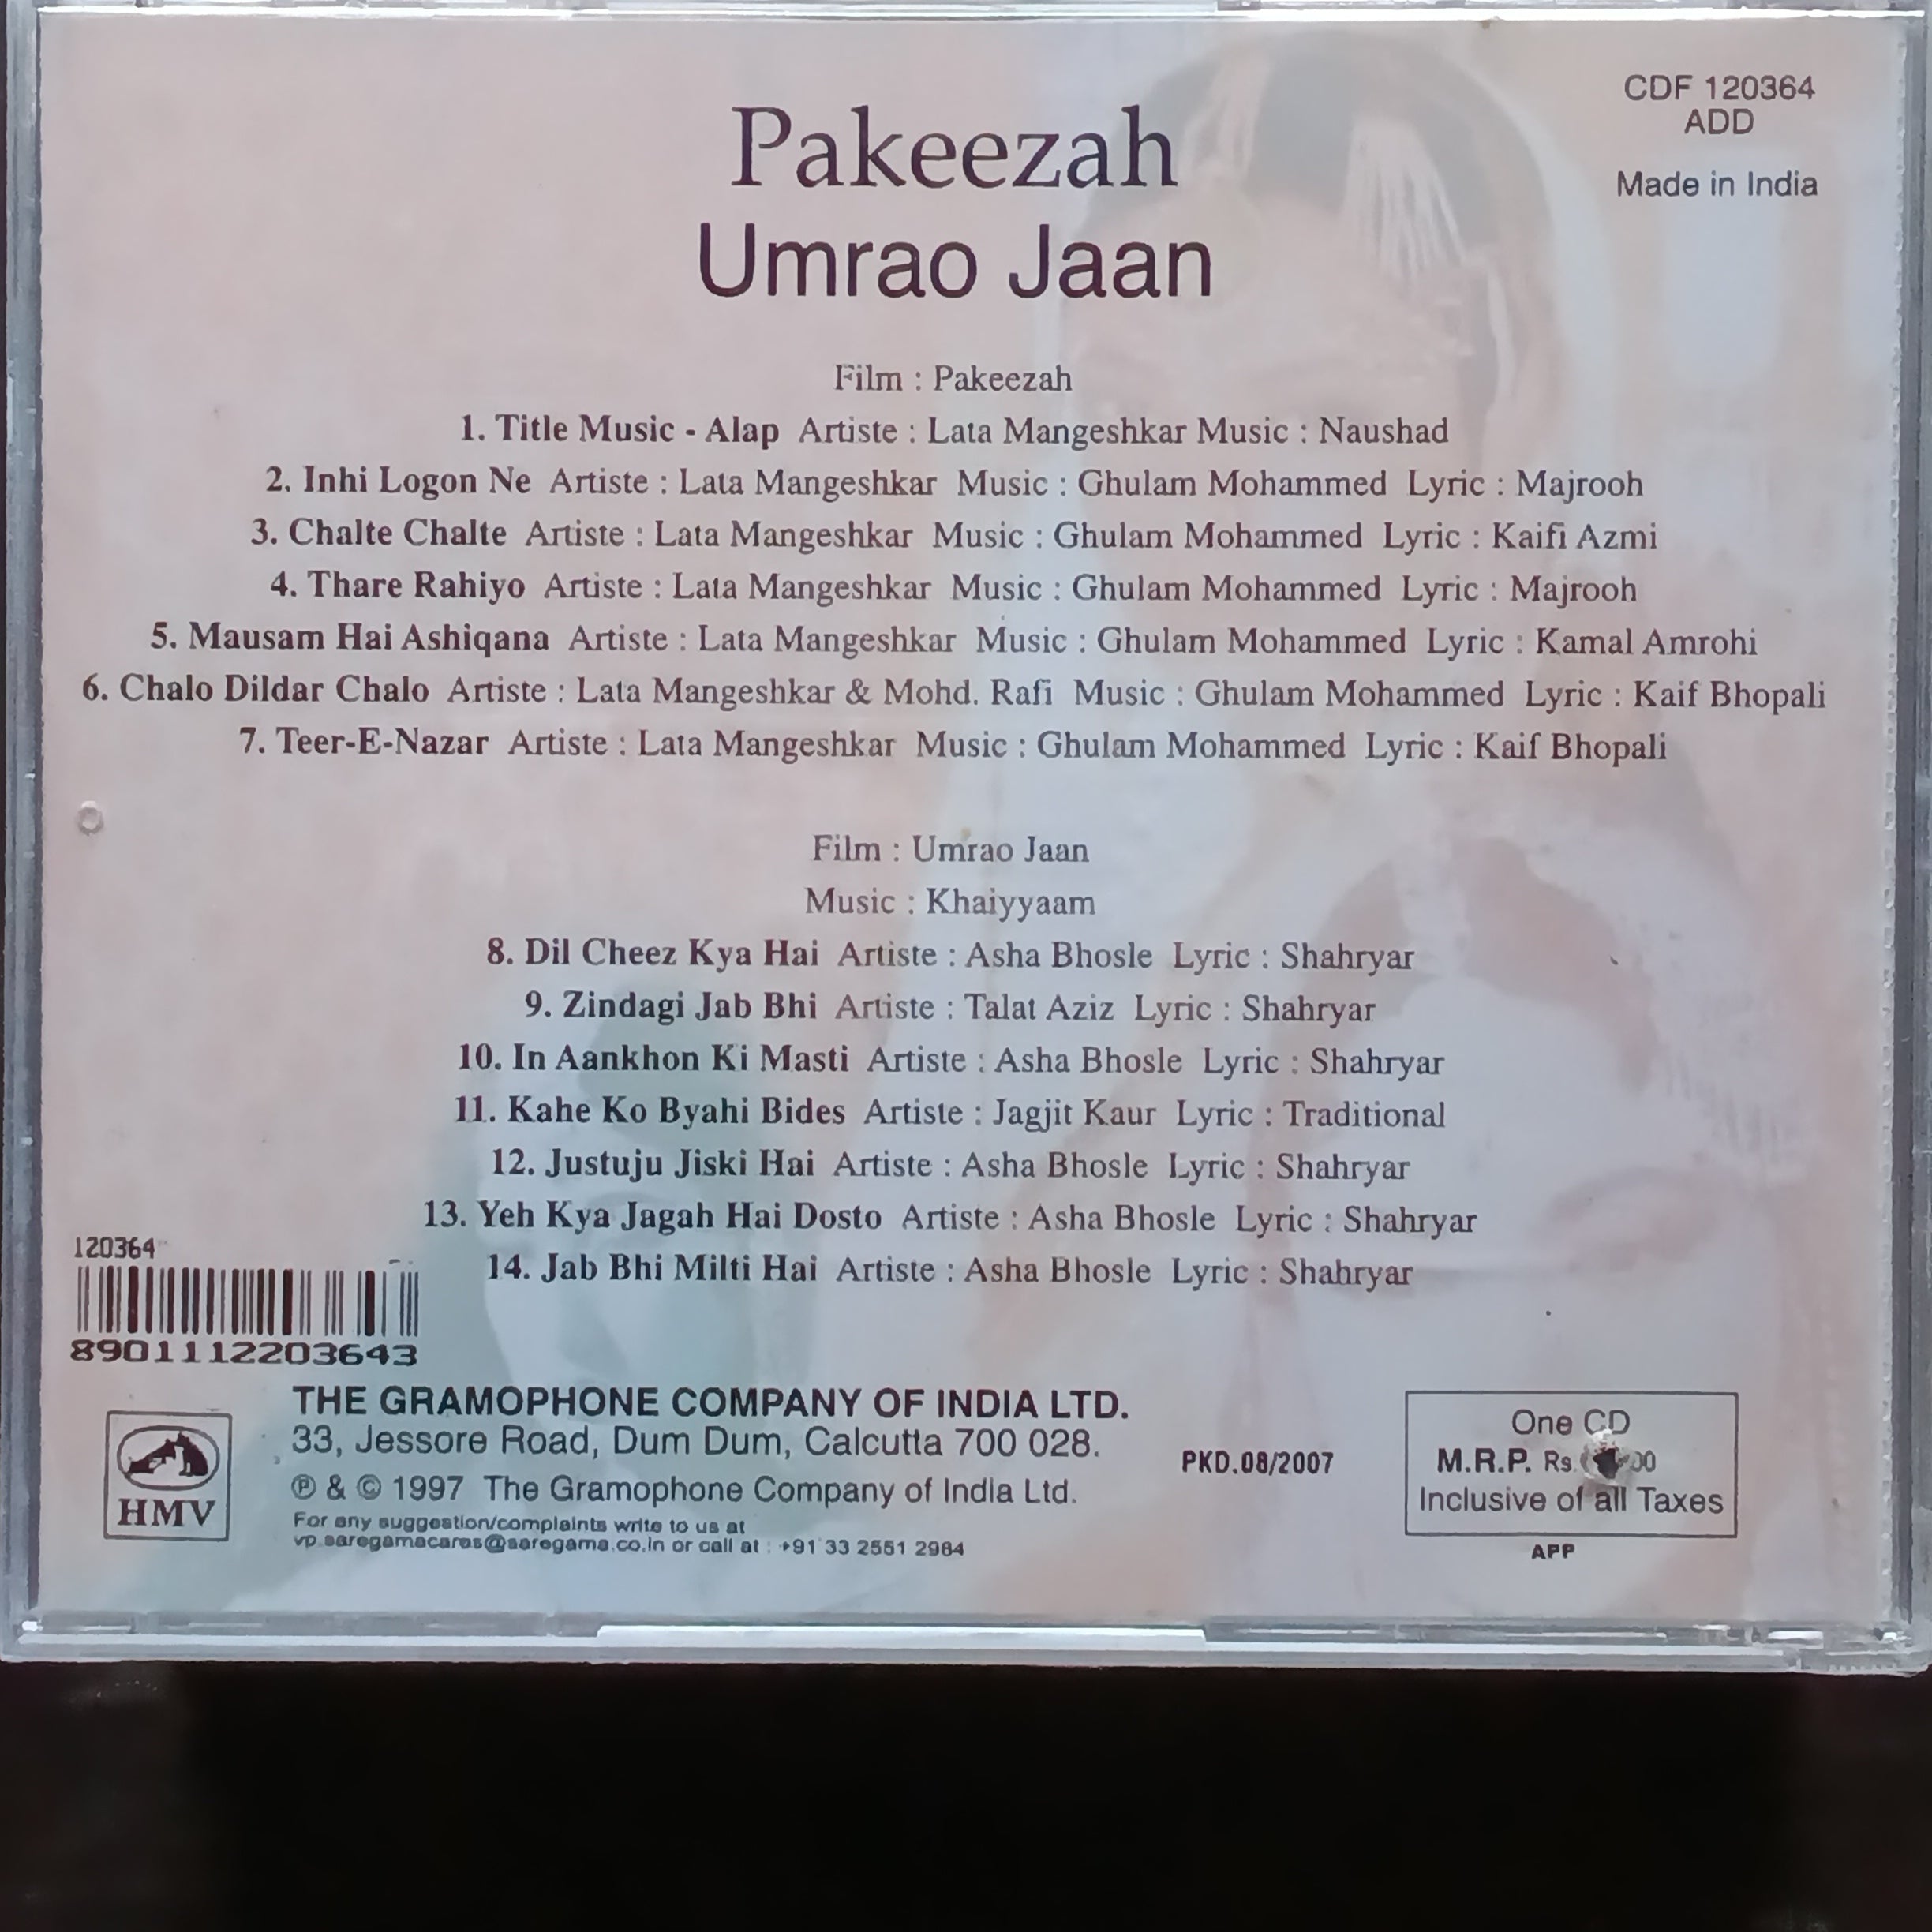 CDF 120364
ADD
Made in India
Pakeezah
Umrao Jaan
Film : Pakeezah
1. Title Music - Alap Artiste : Lata Mangeshkar Music : Naushad
2. Inhi Logon Ne Artiste : Lata Mangeshkar Music : Ghulam Mohammed Lyric : Majrooh
3. Chalte Chalte Artiste : Lata Mangeshkar Music : Ghulam Mohammed Lyric : Kaifi Azmi
4. Thare Rahiyo Artiste : Lata Mangeshkar Music : Ghulam Mohammed Lyric : Majrooh
5. Mausam Hai Ashiqana Artiste : Lata Mangeshkar Music : Ghulam Mohammed Lyric : Kamal Amrohi
6. Chalo Dildar Chalo Artiste : Lata Mangeshkar & Mohd. Rafi Music : Ghulam Mohammed Lyric : Kaif Bhopali
7. Teer-E-Nazar Artiste : Lata Mangeshkar Music : Ghulam Mohammed Lyric : Kaif Bhopali
Film : Umrao Jaan
Music : Khaiyyaam
8. Dil Cheez Kya Hai Artiste : Asha Bhosle Lyric : Shahryar
9. Zindagi Jab Bhi Artiste : Talat Aziz Lyric : Shahryar
10. In Aankhon Ki Masti Artiste : Asha Bhosle Lyric : Shahryar
11. Kahe Ko Byahi Bides Artiste : Jagjit Kaur Lyric : Traditional
12. Justuju Jiski Hai Artiste : Asha Bhosle Lyric : Shahryar
13. Yeh Kya Jagah Hai Dosto Artiste : Asha Bhosle Lyric : Shahryar
14. Jab Bhi Milti Hai Artiste : Asha Bhosle Lyric : Shahryar
120364
8901112203643
HMV
THE GRAMOPHONE COMPANY OF INDIA LTD.
33, Jessore Road, Dum Dum, Calcutta 700 028.
℗ & © 1997 The Gramophone Company of India Ltd.
For any suggestion/complaints write to us at
vp.saregamacares@saregama.co.in or call at : +91 33 2551 2984
PKD.08/2007
One CD
M.R.P. Rs.
Inclusive of all Taxes
APP